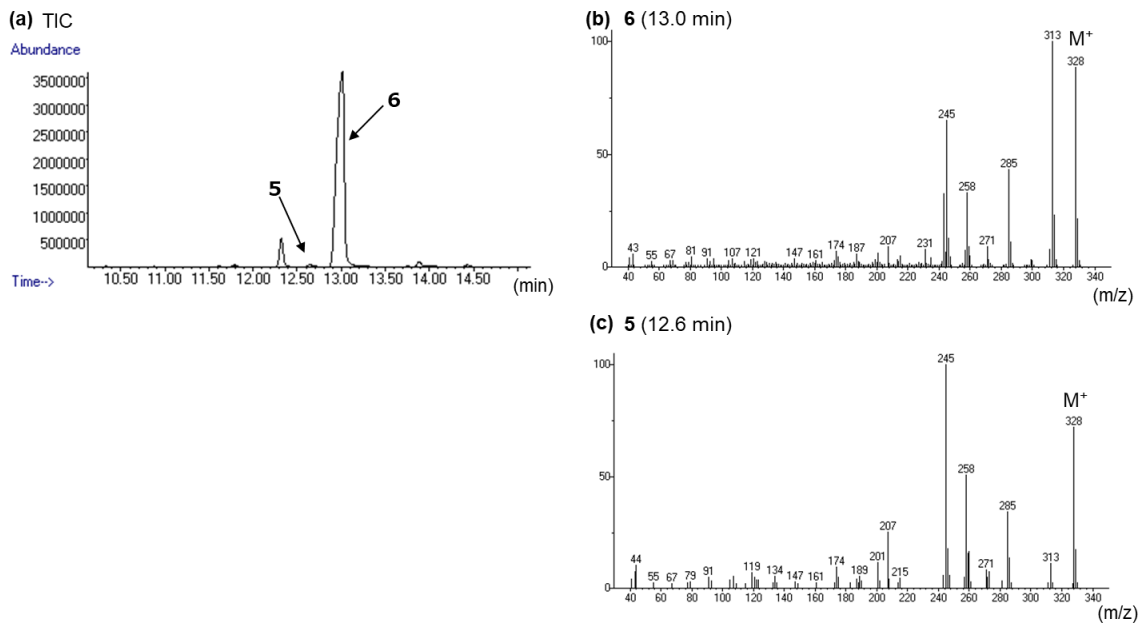 (a) TIC
Abundance
3500000
3000000
2500000
2000000
1500000
1000000
500000
5
6
10.50 11.00 11.50 12.00 12.50 13.00 13.50 14.00 14.50
Time--> (min)
(b) 6 (13.0 min)
100
50
0
43 55 67 81 91 107 121 147 161 174 187 207 231 245 258 271 285 313 328
M+
40 60 80 100 120 140 160 180 200 220 240 260 280 300 320 340
(m/z)
(c) 5 (12.6 min)
100
50
0
44 55 67 79 91 119 134 147 161 174 189 201 207 215 245 258 271 285 313 328
M+
40 60 80 100 120 140 160 180 200 220 240 260 280 300 320 340
(m/z)